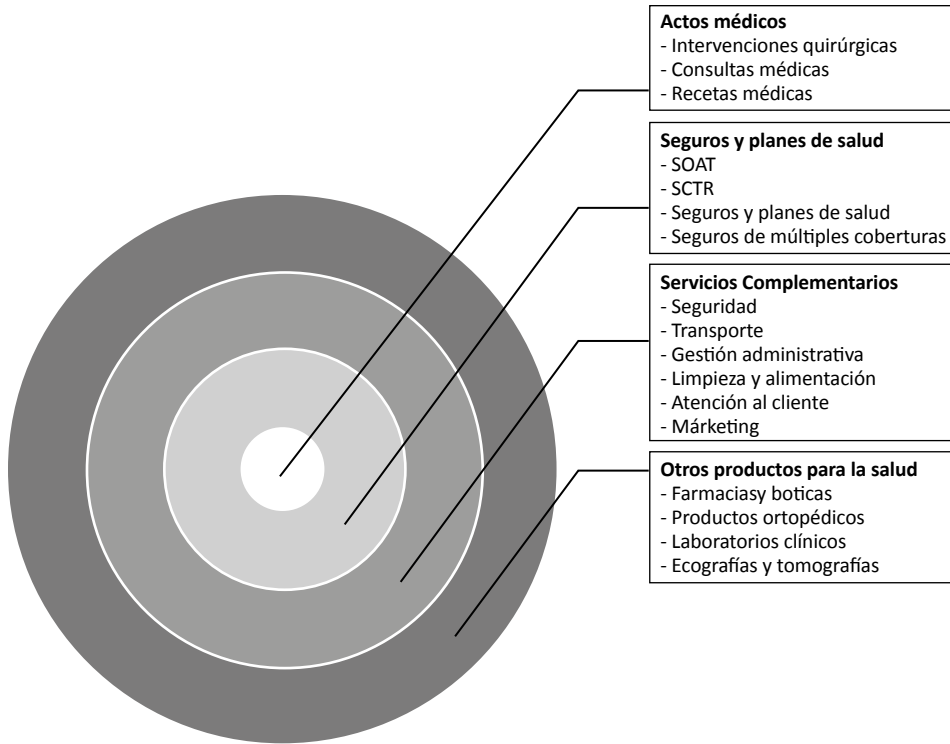 Actos médicos
- Intervenciones quirúrgicas
- Consultas médicas
- Recetas médicas
Seguros y planes de salud
- SOAT
- SCTR
- Seguros y planes de salud
- Seguros de múltiples coberturas
Servicios Complementarios
- Seguridad
- Transporte
- Gestión administrativa
- Limpieza y alimentación
- Atención al cliente
- Márketing
Otros productos para la salud
- Farmaciasy boticas
- Productos ortopédicos
- Laboratorios clínicos
- Ecografías y tomografías